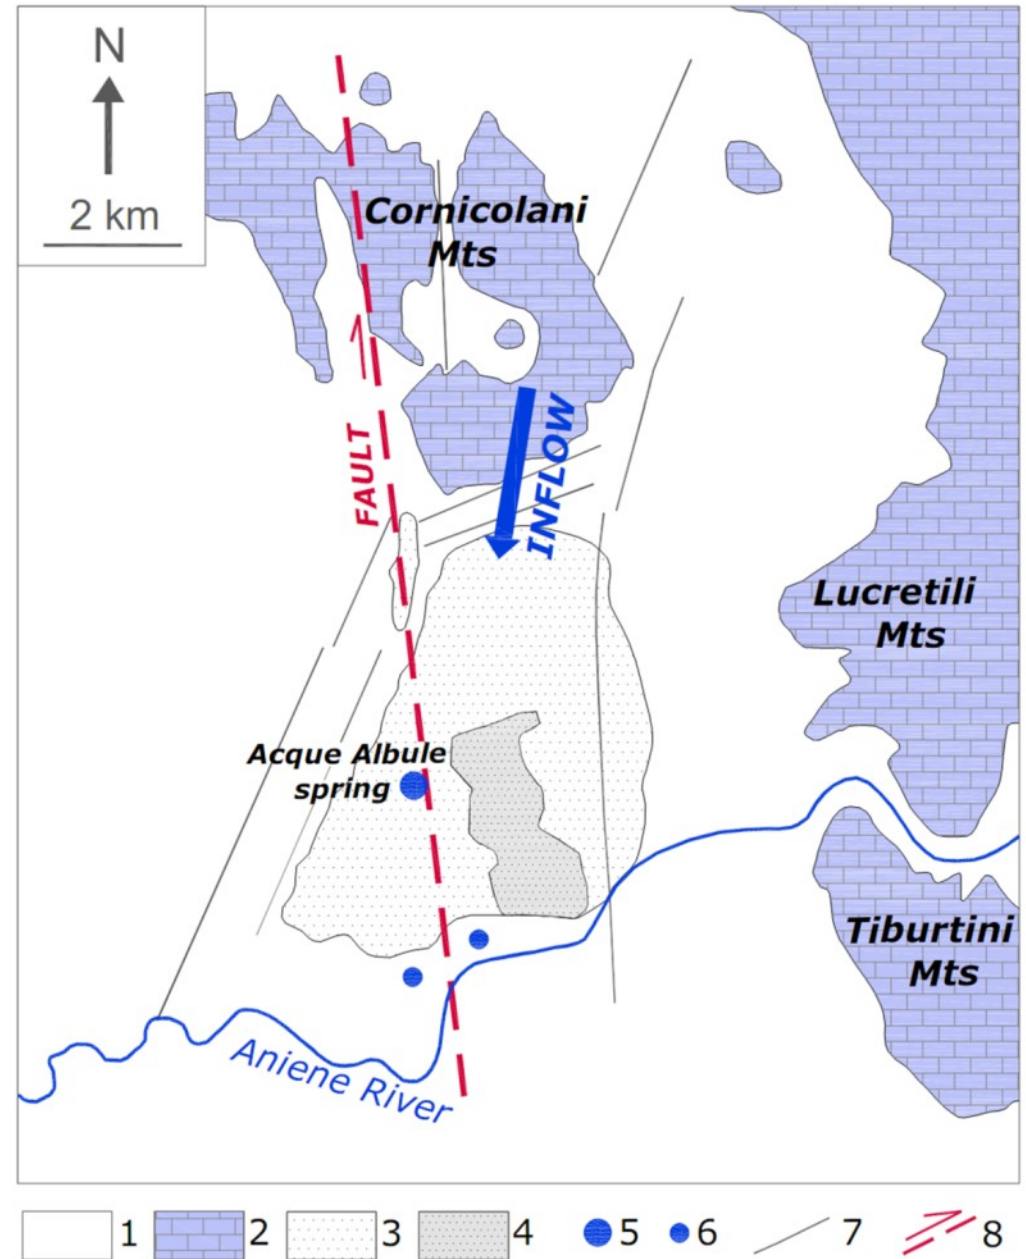 N
2 km
Cornicolani
Mts
FAULT
INFLOW
Lucretili
Mts
Acque Albule
spring
Tiburtini
Mts
Aniene River
1 2 3 4 5 6 7 8